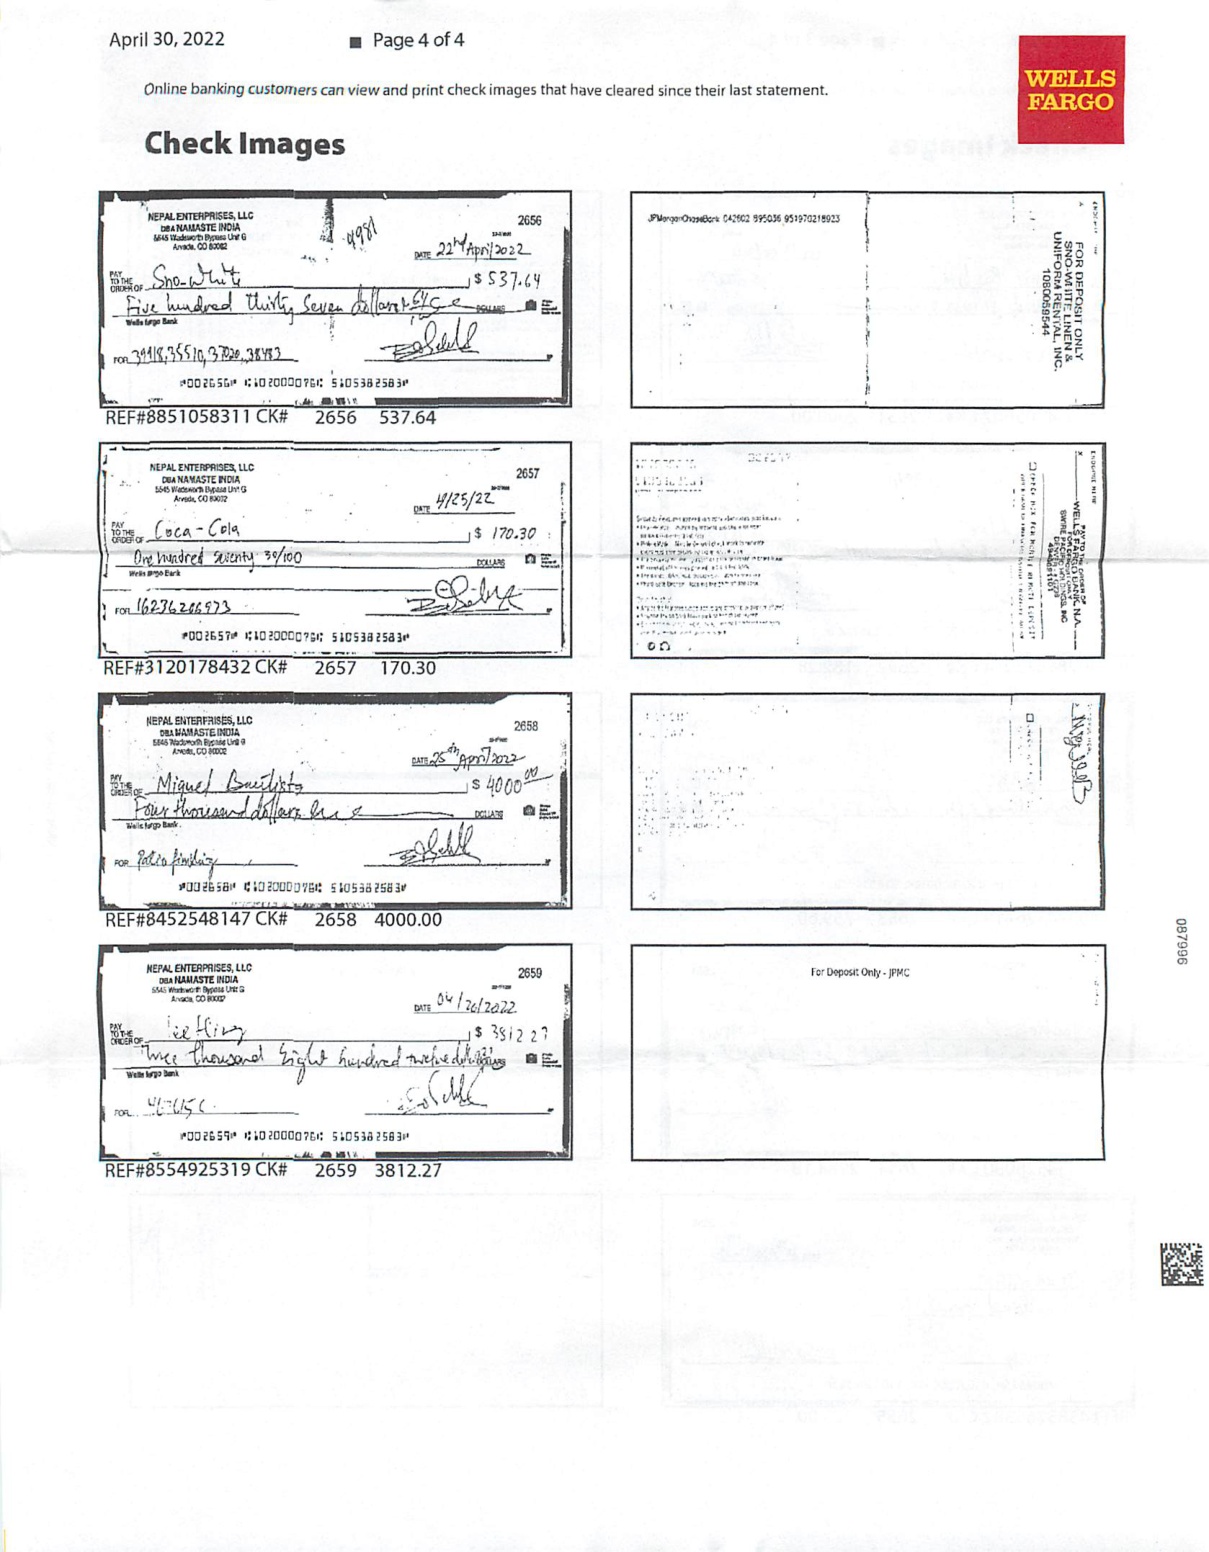 April 30, 2022 ■ Page 4 of 4
WELLS
FARGO
Online banking customers can view and print check images that have cleared since their last statement.
Check Images
NEPAL ENTERPRISES, LLC
DBA NAMASTE INDIA
5545 Wadsworth Bypass Unit G
Arvada, CO 80002
2656
4981
DATE 22nd April/2022
PAY
TO THE
ORDER OF Sno-White $ 537.64
Five hundred thirty Seven dollars & 64/ DOLLARS
Wells fargo Bank
FOR 39418,35510,37020,38483
⑈002656⑈ ⑆102000076⑆ 5105382583⑈
REF#8851058311 CK# 2656 537.64
JPMorganChaseBank 042602 895036 951970218923
FOR DEPOSIT ONLY
SNO-WHITE LINEN &
UNIFORM RENTAL, INC.
1080059544
NEPAL ENTERPRISES, LLC
DBA NAMASTE INDIA
5545 Wadsworth Bypass Unit G
Arvada, CO 80002
2657
DATE 4/25/22
PAY
TO THE
ORDER OF Coca-Cola $ 170.30
One hundred Seventy 30/100 DOLLARS
Wells fargo Bank
FOR 16236206973
⑈002657⑈ ⑆102000076⑆ 5105382583⑈
REF#3120178432 CK# 2657 170.30
PAY TO THE ORDER OF
WELLS FARGO BANK, N.A.
SWIRE PACIFIC HOLDINGS, INC
NEPAL ENTERPRISES, LLC
DBA NAMASTE INDIA
5545 Wadsworth Bypass Unit G
Arvada, CO 80002
2658
DATE 25th April/2022
PAY
TO THE
ORDER OF Miguel Bautista $ 4000.00
Four thousand dollars DOLLARS
Wells fargo Bank
FOR Patio finishing
⑈002658⑈ ⑆102000076⑆ 5105382583⑈
REF#8452548147 CK# 2658 4000.00
NEPAL ENTERPRISES, LLC
DBA NAMASTE INDIA
5545 Wadsworth Bypass Unit G
Arvada, CO 80002
2659
DATE 04/26/2022
PAY
TO THE
ORDER OF $ 3812 27
Three thousand Eight hundred twelve DOLLARS
Wells fargo Bank
FOR
⑈002659⑈ ⑆102000076⑆ 5105382583⑈
REF#8554925319 CK# 2659 3812.27
For Deposit Only - JPMC
087996